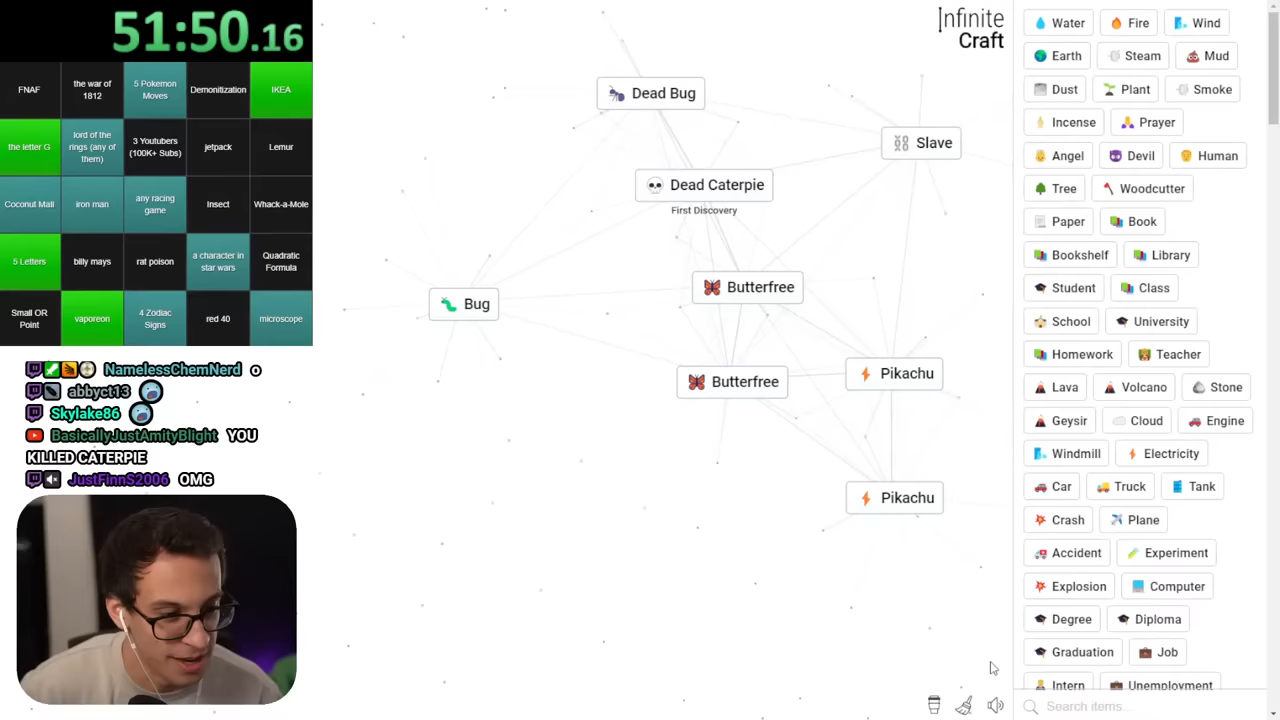 51:50.16
FNAF
the war of
1812
5 Pokemon
Moves
Demonitization
IKEA
the letter G
lord of the
rings (any of
them)
3 Youtubers
(100K+ Subs)
jetpack
Lemur
Coconut Mall
iron man
any racing
game
Insect
Whack-a-Mole
5 Letters
billy mays
rat poison
a character in
star wars
Quadratic
Formula
Small OR
Point
vaporeon
4 Zodiac
Signs
red 40
microscope
NamelessChemNerd o
abbyct13
Skylake86
BasicallyJustAmityBlight YOU
KILLED CATERPIE
JustFinnS2006 OMG
Infinite
Craft
Dead Bug
Slave
Dead Caterpie
First Discovery
Butterfree
Bug
Butterfree
Pikachu
Pikachu
Water
Fire
Wind
Earth
Steam
Mud
Dust
Plant
Smoke
Incense
Prayer
Angel
Devil
Human
Tree
Woodcutter
Paper
Book
Bookshelf
Library
Student
Class
School
University
Homework
Teacher
Lava
Volcano
Stone
Geysir
Cloud
Engine
Windmill
Electricity
Car
Truck
Tank
Crash
Plane
Accident
Experiment
Explosion
Computer
Degree
Diploma
Graduation
Job
Intern
Unemployment
Search items...